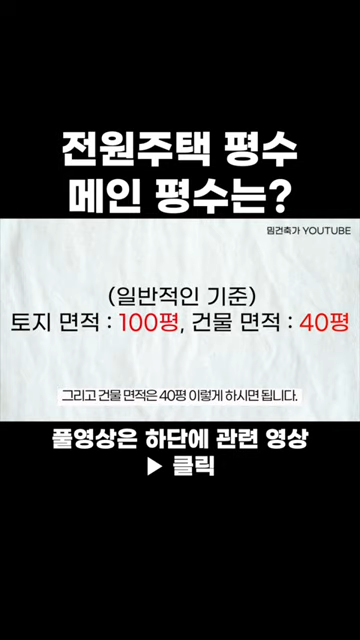 전원주택 평수
메인 평수는?
밈건축가 YOUTUBE
(일반적인 기준)
토지 면적 : 100평, 건물 면적 : 40평
그리고 건물 면적은 40평 이렇게 하시면 됩니다.
풀영상은 하단에 관련 영상
▶ 클릭